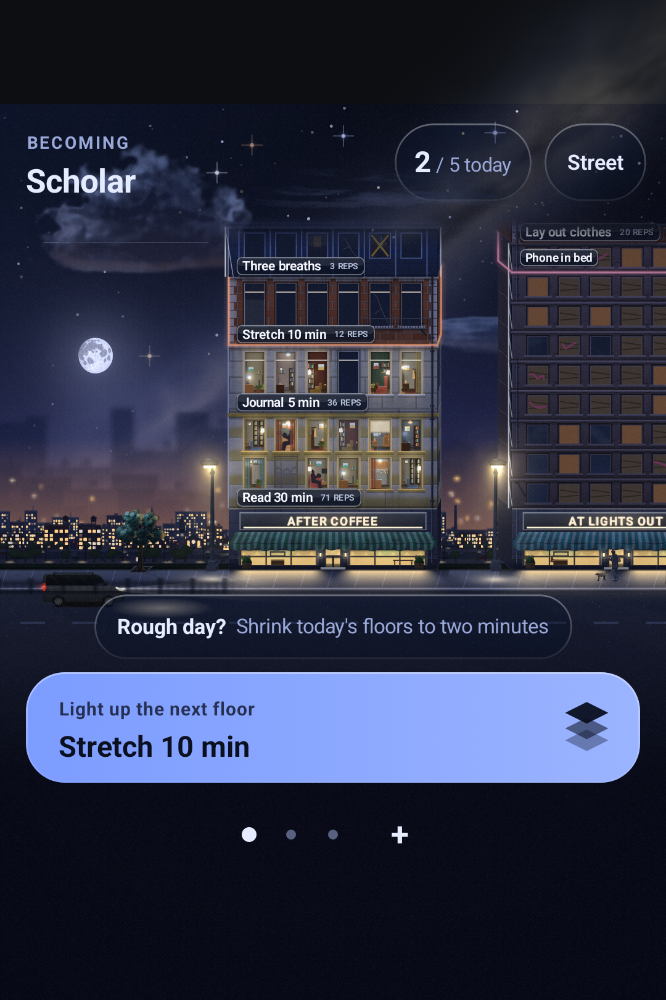 BECOMING
Scholar
2 / 5 today
Street
Lay out clothes 20 REPS
Phone in bed
Three breaths 3 REPS
Stretch 10 min 12 REPS
Journal 5 min 36 REPS
Read 30 min 71 REPS
AFTER COFFEE
AT LIGHTS OUT
Rough day? Shrink today's floors to two minutes
Light up the next floor
Stretch 10 min